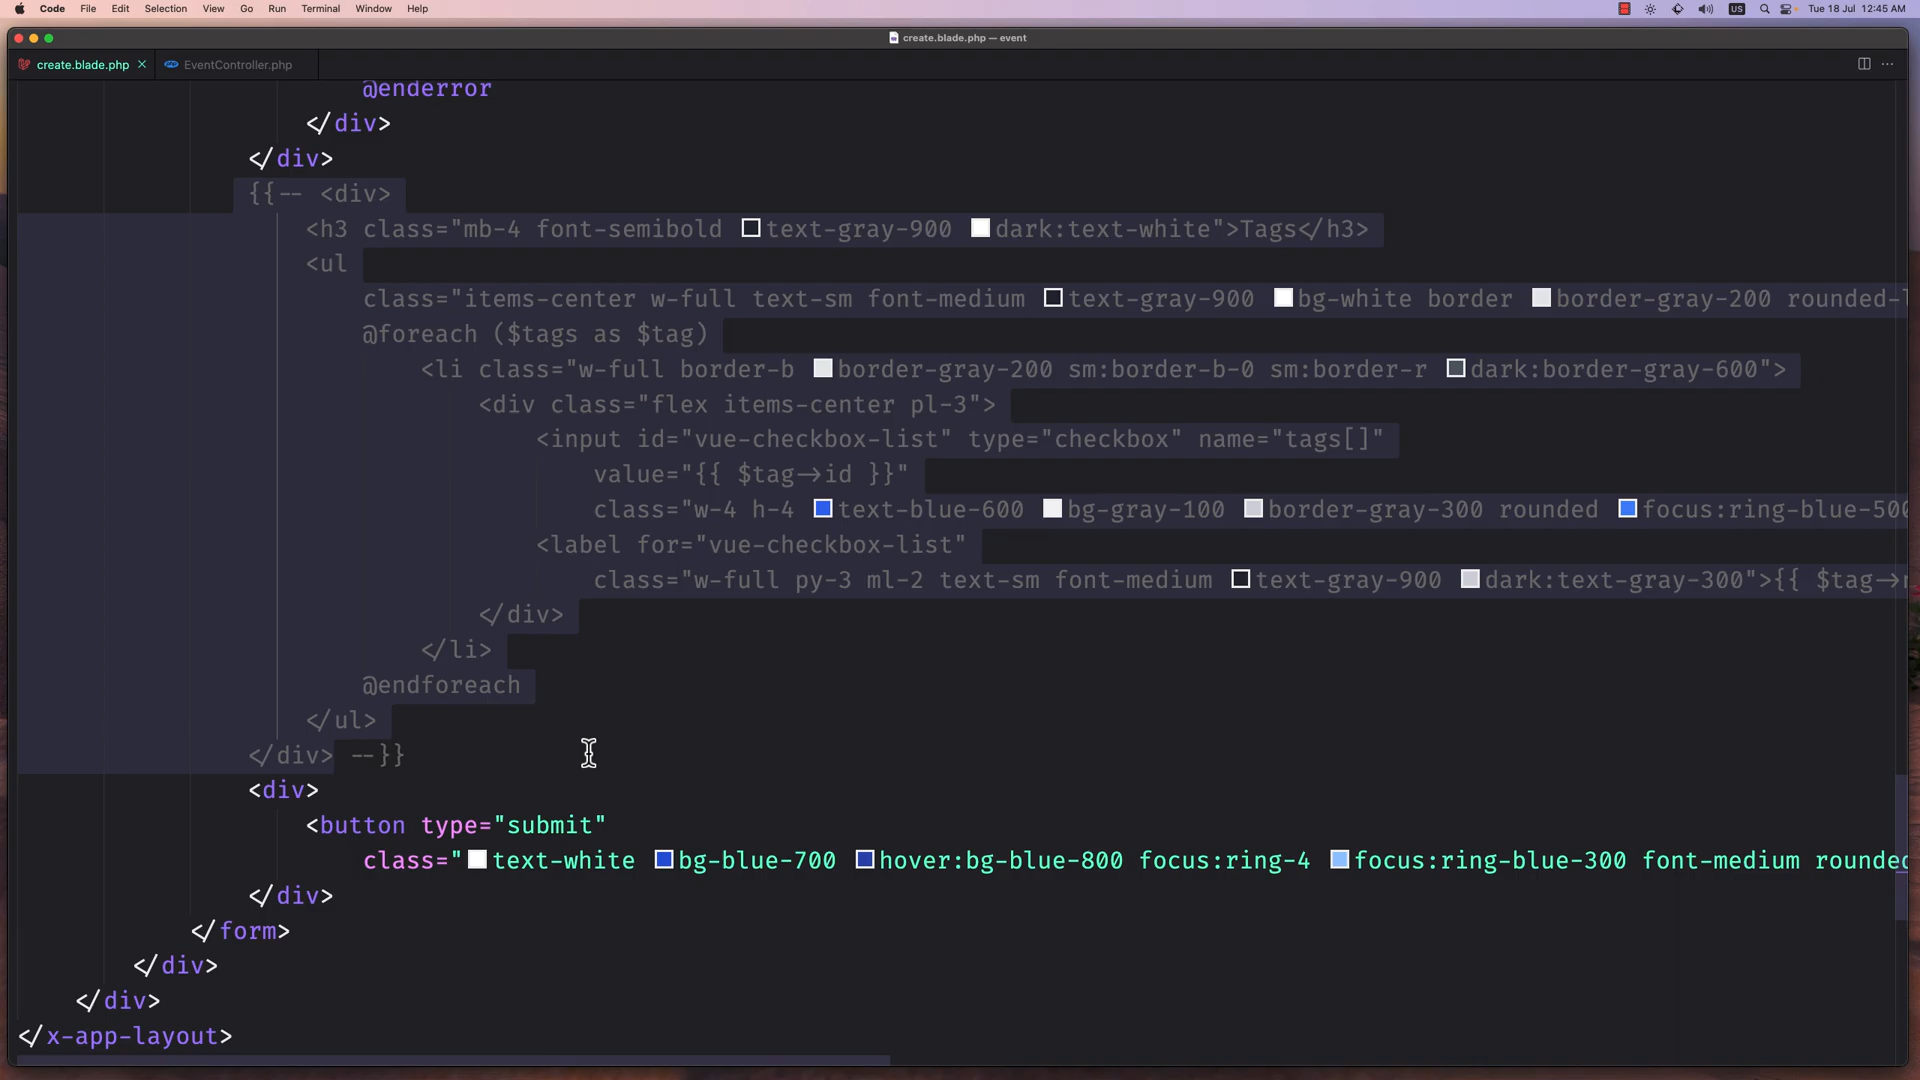 Code File Edit Selection View Go Run Terminal Window Help US Tue 18 Jul 12:45 AM
create.blade.php — event
create.blade.php EventController.php
@enderror
</div>
</div>
{{-- <div>
<h3 class="mb-4 font-semibold text-gray-900 dark:text-white">Tags</h3>
<ul
class="items-center w-full text-sm font-medium text-gray-900 bg-white border border-gray-200 rounded-l
@foreach ($tags as $tag)
<li class="w-full border-b border-gray-200 sm:border-b-0 sm:border-r dark:border-gray-600">
<div class="flex items-center pl-3">
<input id="vue-checkbox-list" type="checkbox" name="tags[]"
value="{{ $tag->id }}"
class="w-4 h-4 text-blue-600 bg-gray-100 border-gray-300 rounded focus:ring-blue-500
<label for="vue-checkbox-list"
class="w-full py-3 ml-2 text-sm font-medium text-gray-900 dark:text-gray-300">{{ $tag->
</div>
</li>
@endforeach
</ul>
</div> --}}
<div>
<button type="submit"
class="text-white bg-blue-700 hover:bg-blue-800 focus:ring-4 focus:ring-blue-300 font-medium rounded
</div>
</form>
</div>
</div>
</x-app-layout>